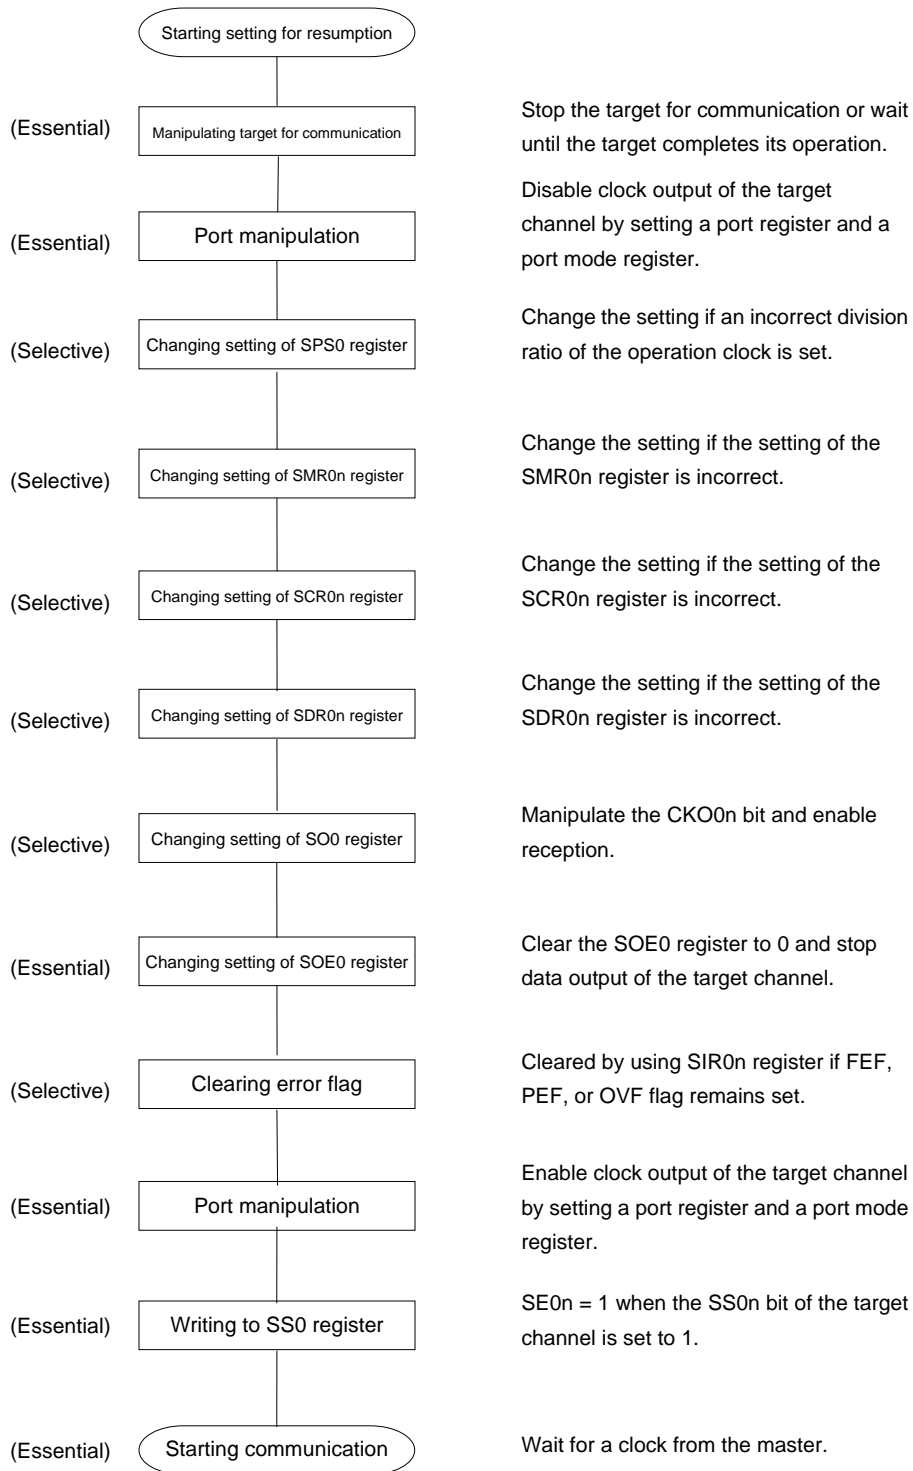 Starting setting for resumption
(Essential)
Manipulating target for communication
Stop the target for communication or wait
until the target completes its operation.
(Essential)
Port manipulation
Disable clock output of the target
channel by setting a port register and a
port mode register.
(Selective)
Changing setting of SPS0 register
Change the setting if an incorrect division
ratio of the operation clock is set.
(Selective)
Changing setting of SMR0n register
Change the setting if the setting of the
SMR0n register is incorrect.
(Selective)
Changing setting of SCR0n register
Change the setting if the setting of the
SCR0n register is incorrect.
(Selective)
Changing setting of SDR0n register
Change the setting if the setting of the
SDR0n register is incorrect.
(Selective)
Changing setting of SO0 register
Manipulate the CKO0n bit and enable
reception.
(Essential)
Changing setting of SOE0 register
Clear the SOE0 register to 0 and stop
data output of the target channel.
(Selective)
Clearing error flag
Cleared by using SIR0n register if FEF,
PEF, or OVF flag remains set.
(Essential)
Port manipulation
Enable clock output of the target channel
by setting a port register and a port mode
register.
(Essential)
Writing to SS0 register
SE0n = 1 when the SS0n bit of the target
channel is set to 1.
(Essential)
Starting communication
Wait for a clock from the master.